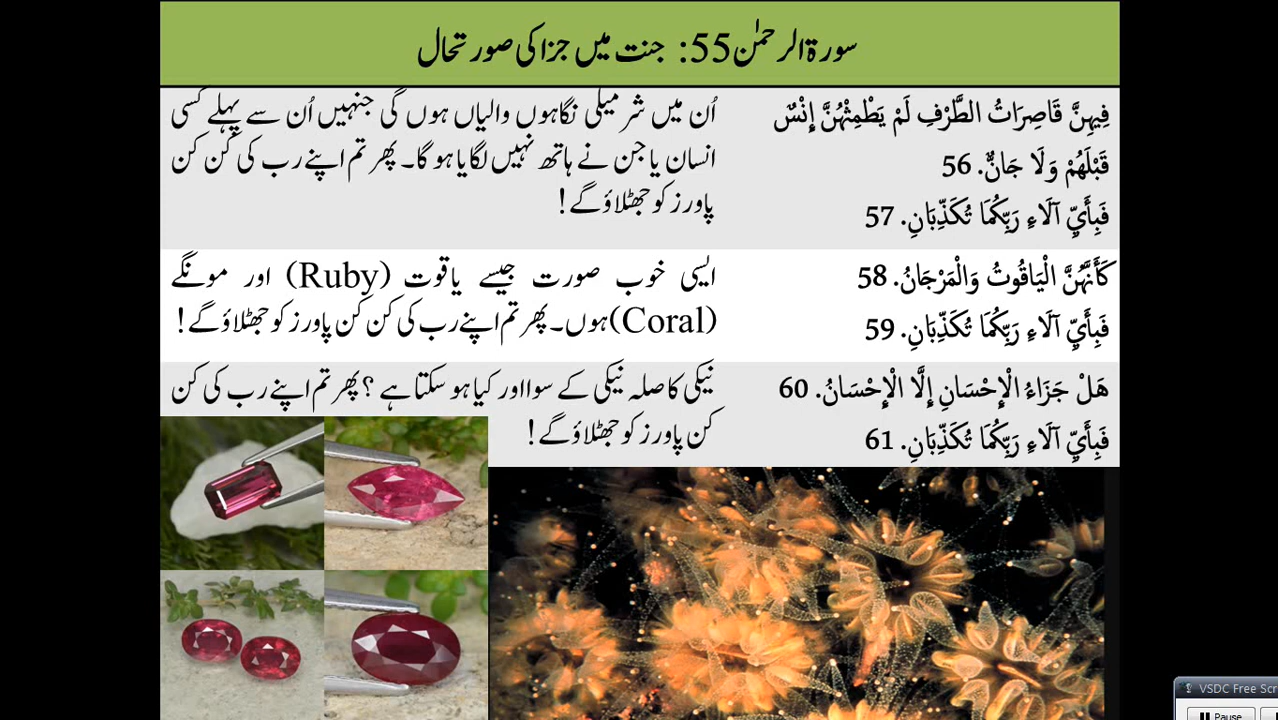 سورۃالرحمٰن55: جنت میں جزا کی صورتحال
فِيهِنَّ قَاصِرَاتُ الطَّرْفِ لَمْ يَطْمِثْهُنَّ إِنْسٌ
قَبْلَهُمْ وَلَا جَانٌّ. 56
فَبِأَيِّ آلَاءِ رَبِّكُمَا تُكَذِّبَانِ. 57
اُن میں شرمیلی نگاہوں والیاں ہوں گی جنہیں اُن سے پہلے کسی
انسان یا جن نے ہاتھ نہیں لگایا ہو گا۔ پھر تم اپنے رب کی کن کن
پاورز کو جھٹلاؤ گے!
كَأَنَّهُنَّ الْيَاقُوتُ وَالْمَرْجَانُ. 58
فَبِأَيِّ آلَاءِ رَبِّكُمَا تُكَذِّبَانِ. 59
ایسی خوب صورت جیسے یاقوت (Ruby) اور مونگے
(Coral) ہوں۔ پھر تم اپنے رب کی کن کن پاورز کو جھٹلاؤ گے!
هَلْ جَزَاءُ الْإِحْسَانِ إِلَّا الْإِحْسَانُ. 60
فَبِأَيِّ آلَاءِ رَبِّكُمَا تُكَذِّبَانِ. 61
نیکی کا صلہ نیکی کے سوا اور کیا ہو سکتا ہے ؟ پھر تم اپنے رب کی کن
کن پاورز کو جھٹلاؤ گے!
VSDC Free Scr
Pause